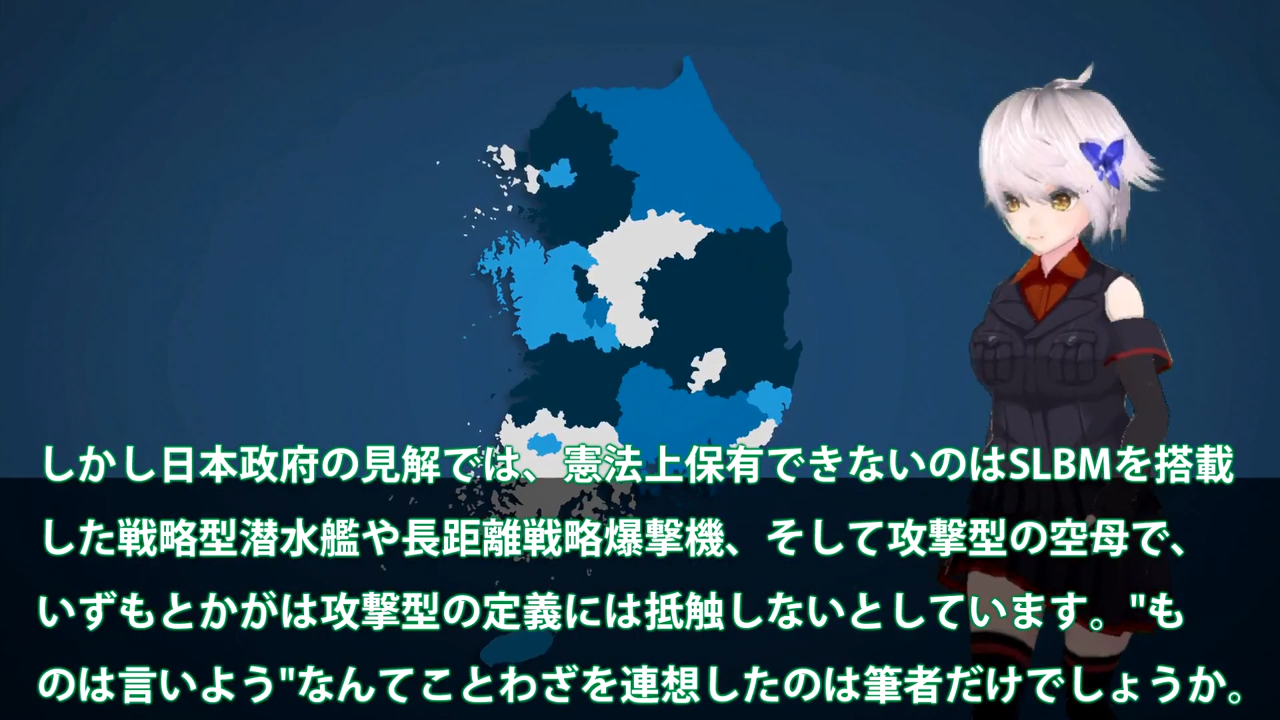 しかし日本政府の見解では、憲法上保有できないのはSLBMを搭載
した戦略型潜水艦や長距離戦略爆撃機、そして攻撃型の空母で、
いずもとかがは攻撃型の定義には抵触しないとしています。"も
のは言いよう"なんてことわざを連想したのは筆者だけでしょうか。